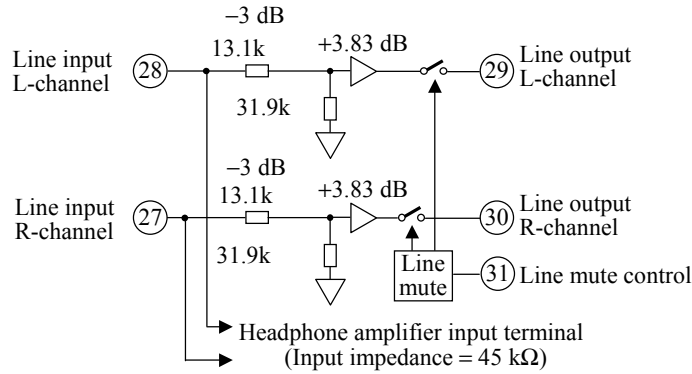 −3 dB
13.1k
+3.83 dB
Line input
L-channel
28
29
Line output
L-channel
31.9k
−3 dB
13.1k
+3.83 dB
Line input
R-channel
27
30
Line output
R-channel
31.9k
Line
mute
31
Line mute control
Headphone amplifier input terminal
(Input impedance = 45 kΩ)